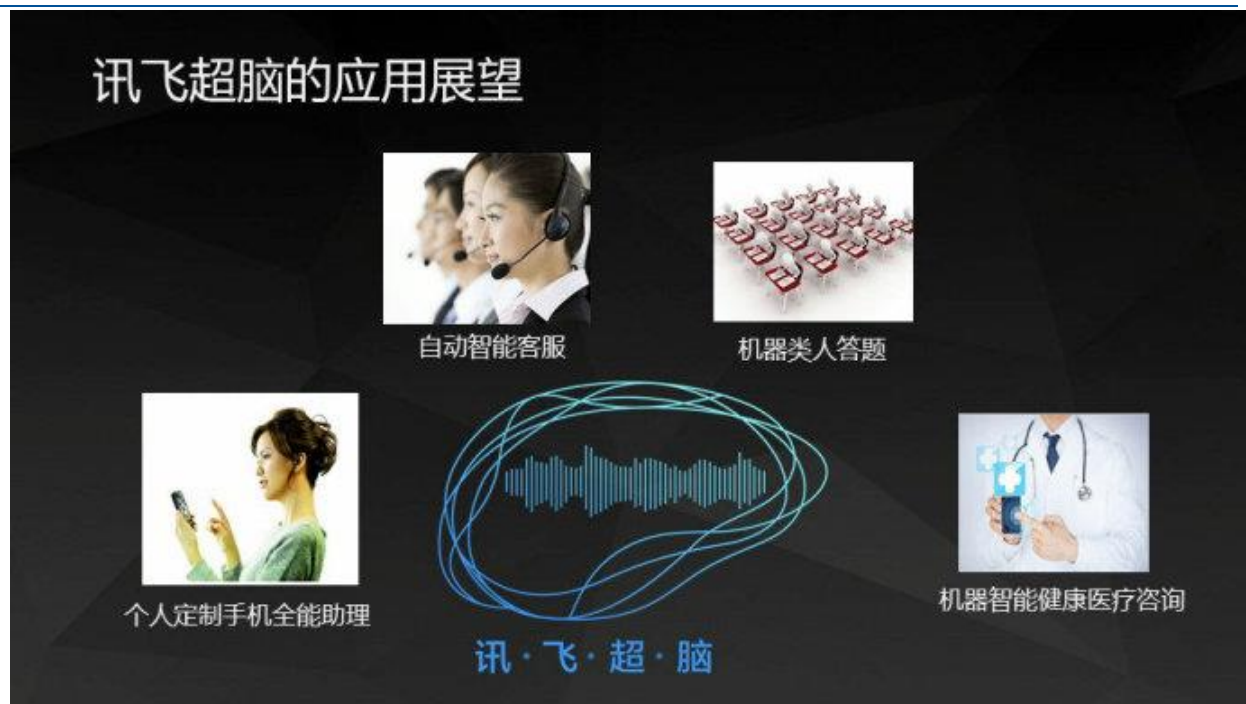 讯飞超脑的应用展望
自动智能客服
机器类人答题
个人定制手机全能助理
机器智能健康医疗咨询
讯·飞·超·脑